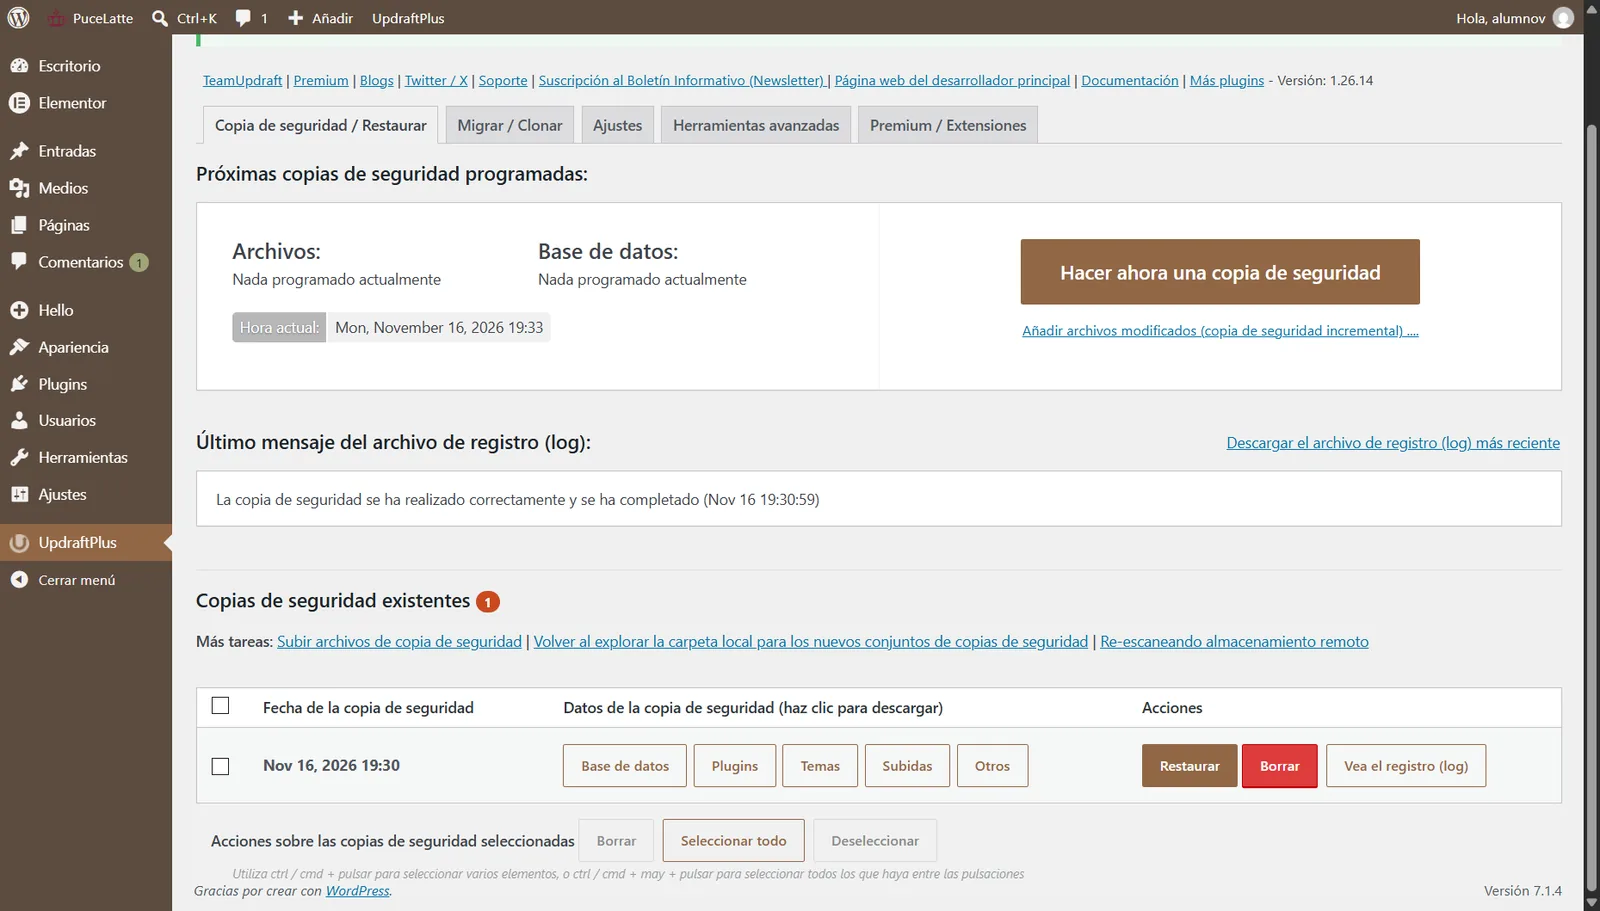 PuceLatte Ctrl+K 1 Añadir UpdraftPlus Hola, alumnov
Escritorio
Elementor
Entradas
Medios
Páginas
Comentarios 1
Hello
Apariencia
Plugins
Usuarios
Herramientas
Ajustes
UpdraftPlus
Cerrar menú
TeamUpdraft | Premium | Blogs | Twitter / X | Soporte | Suscripción al Boletín Informativo (Newsletter) | Página web del desarrollador principal | Documentación | Más plugins - Versión: 1.26.14
Copia de seguridad / Restaurar Migrar / Clonar Ajustes Herramientas avanzadas Premium / Extensiones
Próximas copias de seguridad programadas:
Archivos: Base de datos:
Nada programado actualmente Nada programado actualmente
Hora actual: Mon, November 16, 2026 19:33
Hacer ahora una copia de seguridad
Añadir archivos modificados (copia de seguridad incremental) ....
Último mensaje del archivo de registro (log): Descargar el archivo de registro (log) más reciente
La copia de seguridad se ha realizado correctamente y se ha completado (Nov 16 19:30:59)
Copias de seguridad existentes 1
Más tareas: Subir archivos de copia de seguridad | Volver al explorar la carpeta local para los nuevos conjuntos de copias de seguridad | Re-escaneando almacenamiento remoto
Fecha de la copia de seguridad Datos de la copia de seguridad (haz clic para descargar) Acciones
Nov 16, 2026 19:30 Base de datos Plugins Temas Subidas Otros Restaurar Borrar Vea el registro (log)
Acciones sobre las copias de seguridad seleccionadas Borrar Seleccionar todo Deseleccionar
Utiliza ctrl / cmd + pulsar para seleccionar varios elementos, o ctrl / cmd + may + pulsar para seleccionar todos los que haya entre las pulsaciones
Gracias por crear con WordPress. Versión 7.1.4